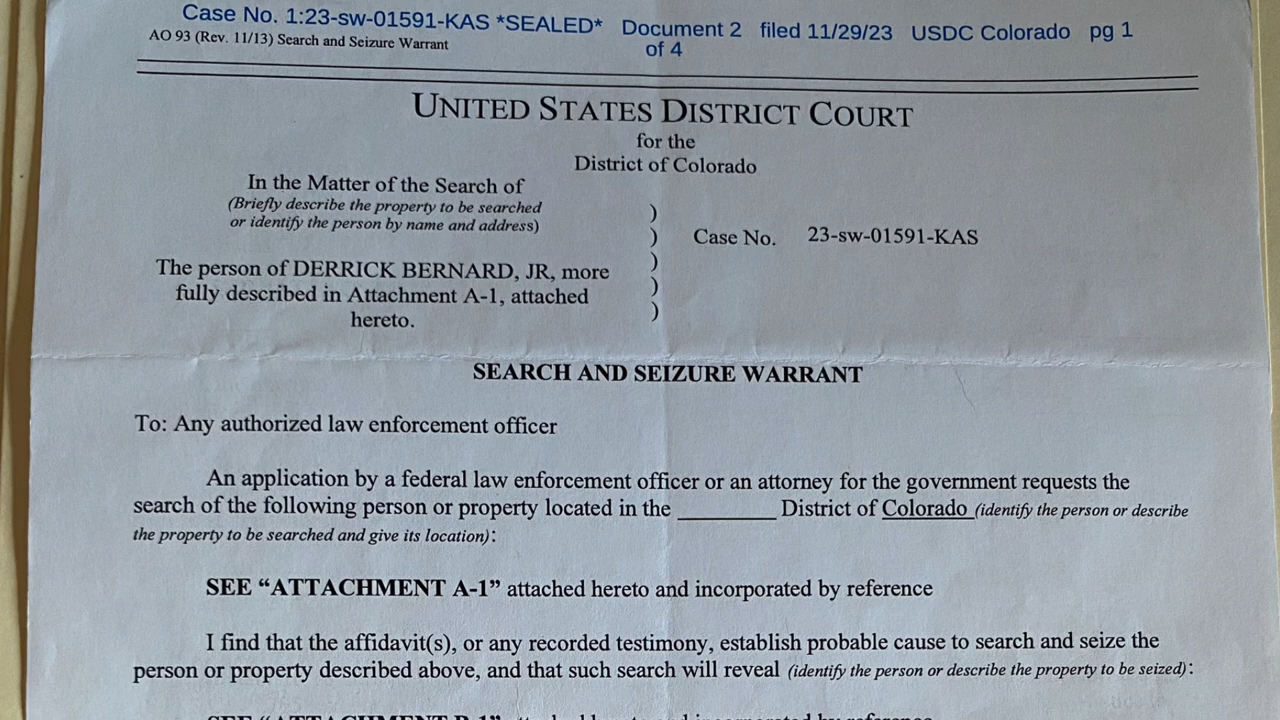 Case No. 1:23-sw-01591-KAS *SEALED* Document 2 filed 11/29/23 USDC Colorado pg 1
of 4
AO 93 (Rev. 11/13) Search and Seizure Warrant
UNITED STATES DISTRICT COURT
for the
District of Colorado
In the Matter of the Search of
(Briefly describe the property to be searched
or identify the person by name and address)
The person of DERRICK BERNARD, JR, more
fully described in Attachment A-1, attached
hereto.
)
)
)
)
)
Case No. 23-sw-01591-KAS
SEARCH AND SEIZURE WARRANT
To: Any authorized law enforcement officer
An application by a federal law enforcement officer or an attorney for the government requests the
search of the following person or property located in the ________ District of Colorado (identify the person or describe
the property to be searched and give its location):
SEE “ATTACHMENT A-1” attached hereto and incorporated by reference
I find that the affidavit(s), or any recorded testimony, establish probable cause to search and seize the
person or property described above, and that such search will reveal (identify the person or describe the property to be seized):
SEE “ATTACHMENT B-1” attached hereto and incorporated by reference